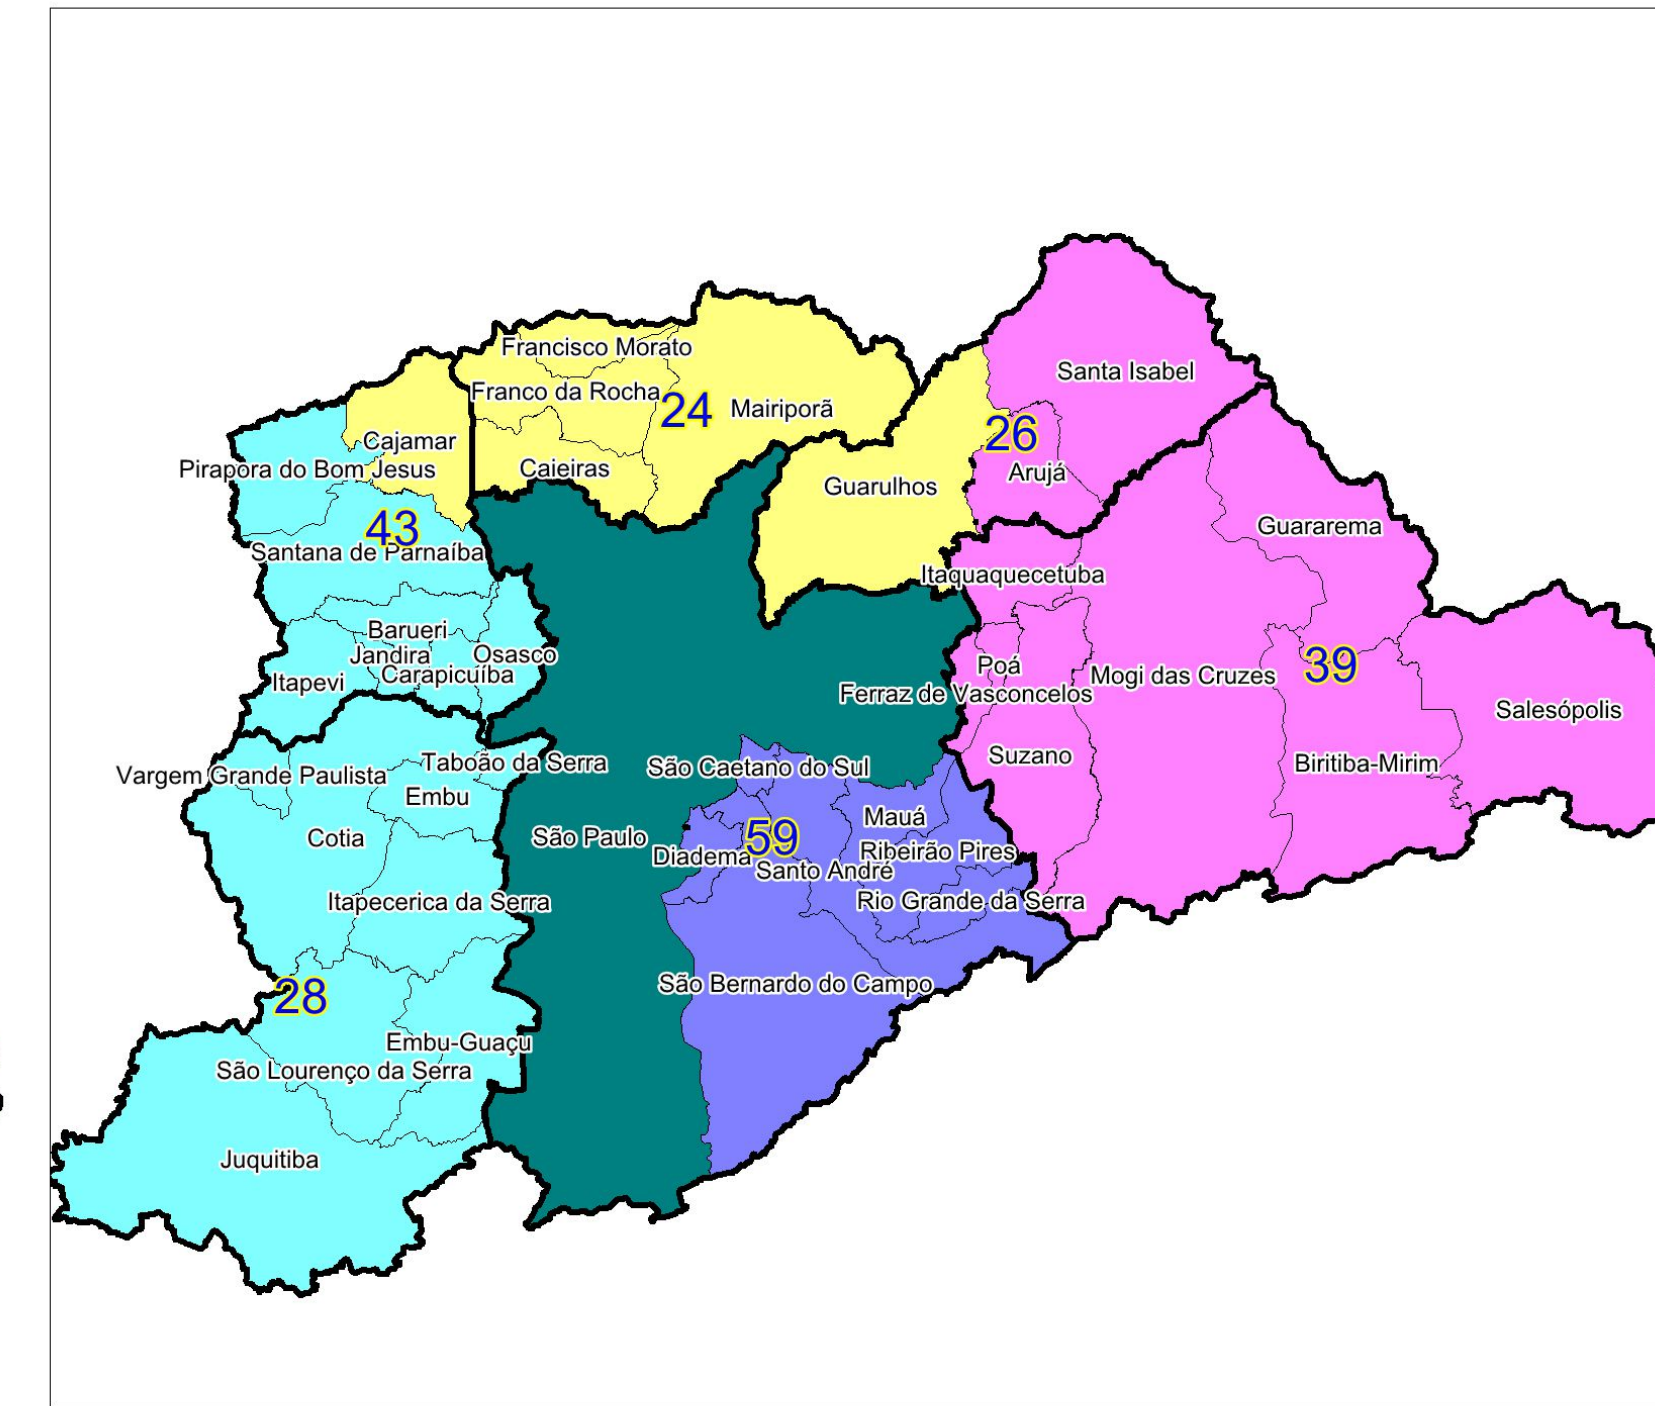 Francisco Morato
Santa Isabel
Franco da Rocha
24
Mairiporã
26
Cajamar
Pirapora do Bom Jesus
Caieiras
Arujá
Guarulhos
43
Guararema
Santana de Parnaíba
Itaquaquecetuba
Barueri
Jandira
Osasco
Poá
39
Itapevi
Carapicuíba
Mogi das Cruzes
Ferraz de Vasconcelos
Salesópolis
Suzano
Taboão da Serra
São Caetano do Sul
Biritiba-Mirim
Vargem Grande Paulista
Embu
Mauá
Cotia
São Paulo
59
Diadema
Ribeirão Pires
Santo André
Itapecerica da Serra
Rio Grande da Serra
São Bernardo do Campo
28
Embu-Guaçu
São Lourenço da Serra
Juquitiba